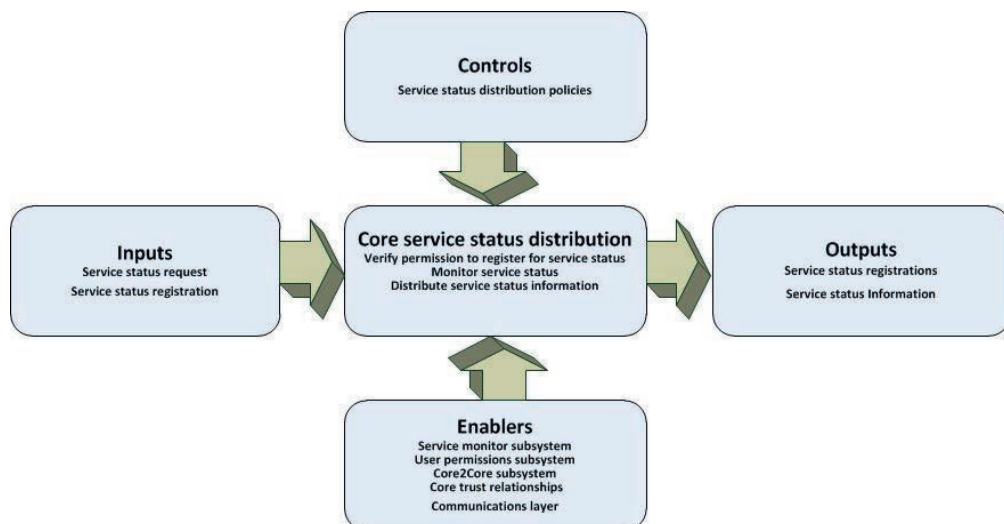 Controls
Service status distribution policies
Inputs
Service status request
Service status registration
Core service status distribution
Verify permission to register for service status
Monitor service status
Distribute service status information
Outputs
Service status registrations
Service status Information
Enablers
Service monitor subsystem
User permissions subsystem
Core2Core subsystem
Core trust relationships
Communications layer